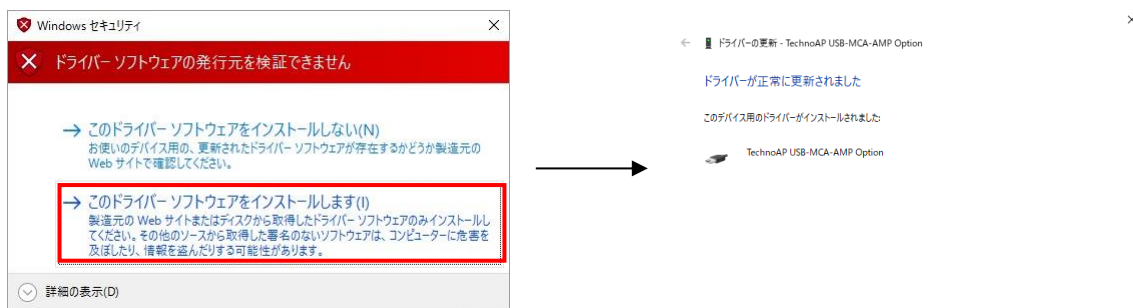 Windows セキュリティ
ドライバー ソフトウェアの発行元を検証できません
このドライバー ソフトウェアをインストールしない(N)
お使いのデバイス用の、更新されたドライバー ソフトウェアが存在するかどうか製造元の
Web サイトで確認してください。
このドライバー ソフトウェアをインストールします(I)
製造元の Web サイトまたはディスクから取得したドライバー ソフトウェアのみインストールし
てください。その他のソースから取得した署名のないソフトウェアは、コンピューターに危害を
及ぼしたり、情報を盗んだりする可能性があります。
詳細の表示(D)
ドライバーの更新 - TechnoAP USB-MCA-AMP Option
ドライバーが正常に更新されました
このデバイス用のドライバーがインストールされました:
TechnoAP USB-MCA-AMP Option